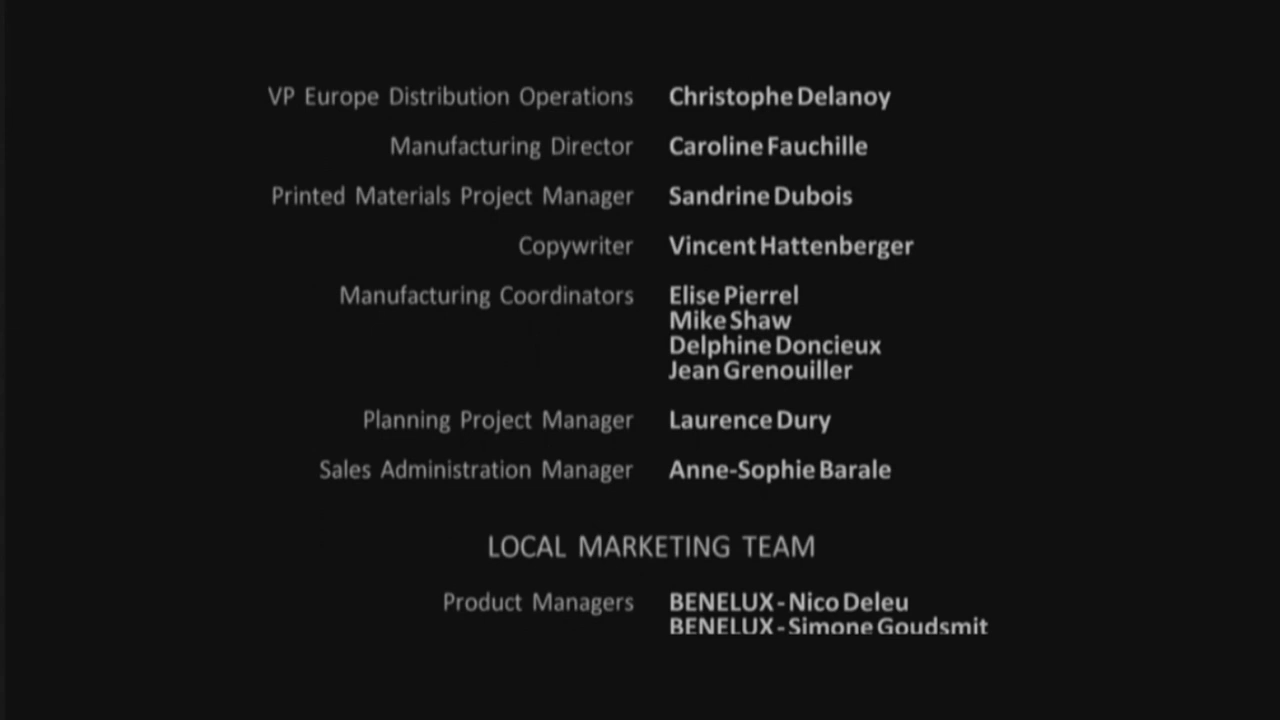 VP Europe Distribution Operations Christophe Delanoy
Manufacturing Director Caroline Fauchille
Printed Materials Project Manager Sandrine Dubois
Copywriter Vincent Hattenberger
Manufacturing Coordinators Elise Pierrel
Mike Shaw
Delphine Doncieux
Jean Grenouiller
Planning Project Manager Laurence Dury
Sales Administration Manager Anne-Sophie Barale
LOCAL MARKETING TEAM
Product Managers BENELUX - Nico Deleu
BENELUX - Simone Goudsmit